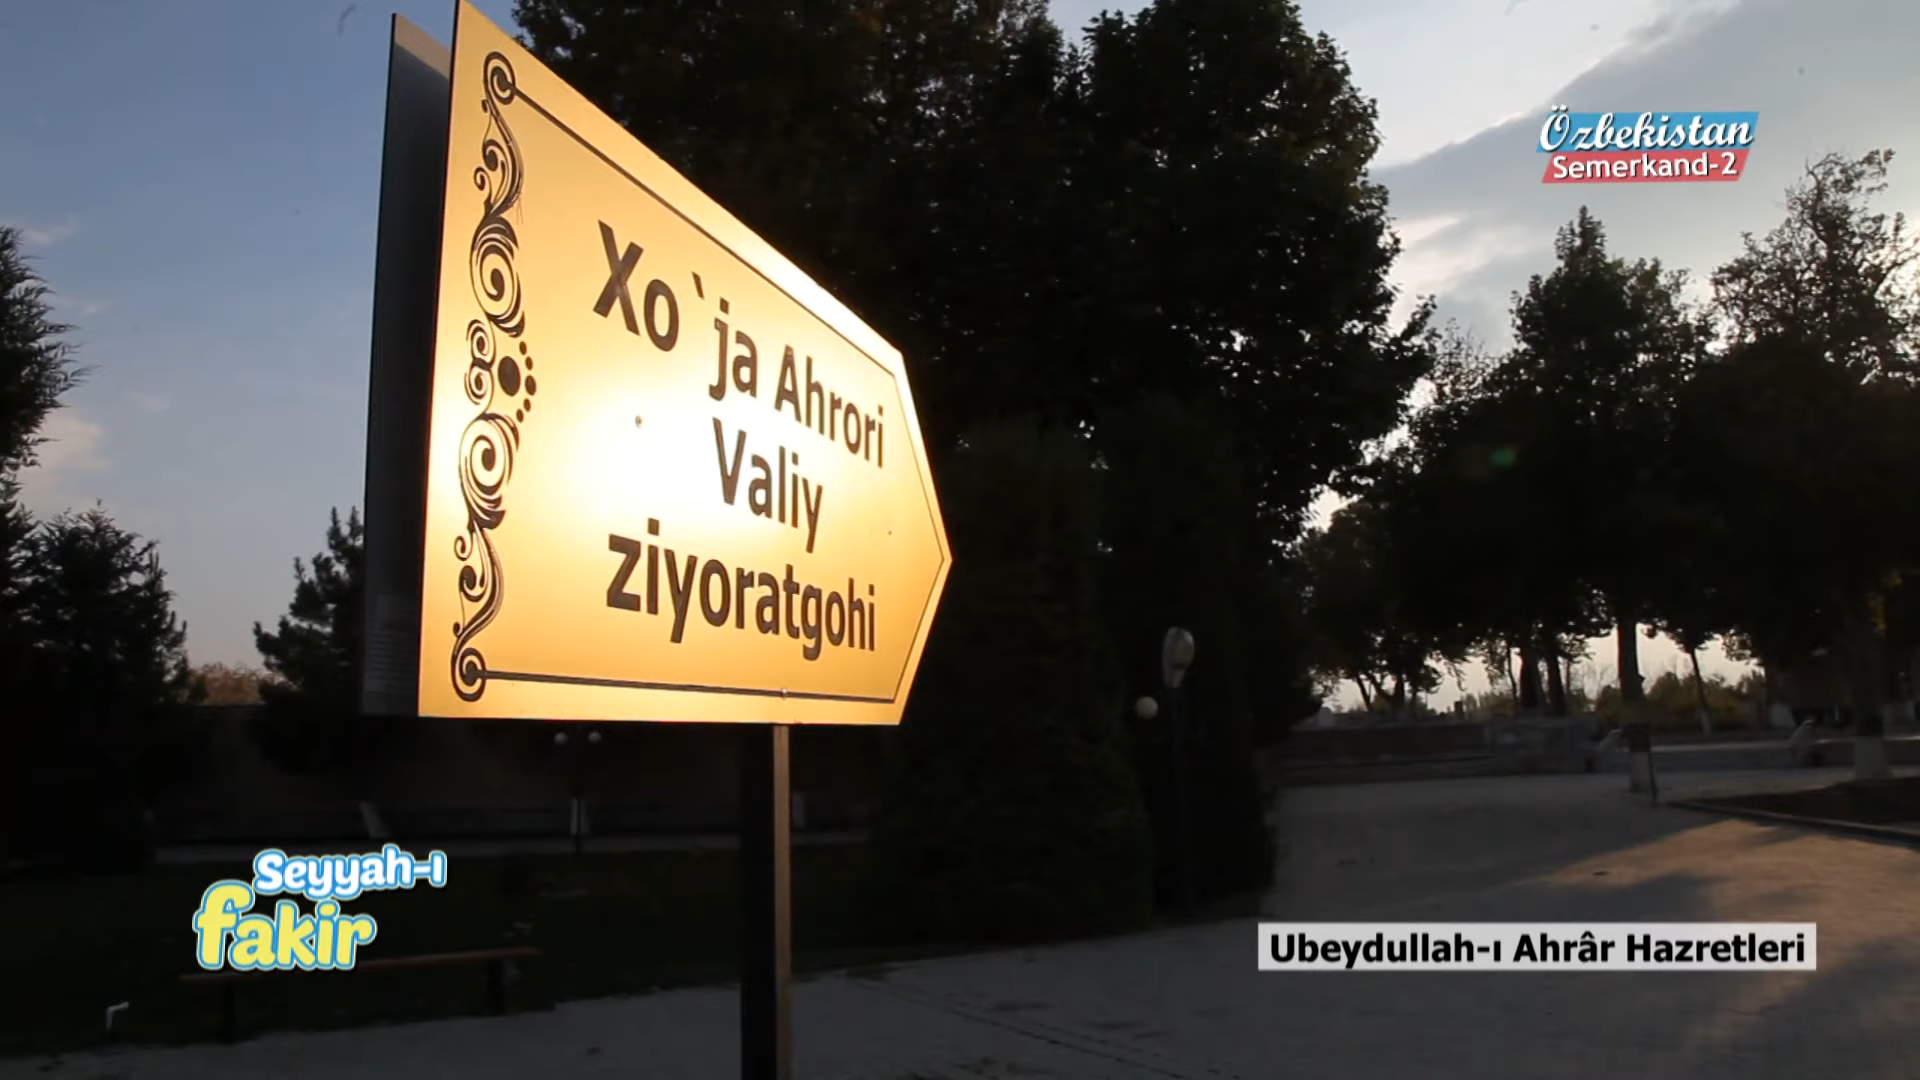 Özbekistan
Semerkand-2
Xo`ja Ahrori
Valiy
ziyoratgohi
Seyyah-ı
fakir
Ubeydullah-ı Ahrâr Hazretleri